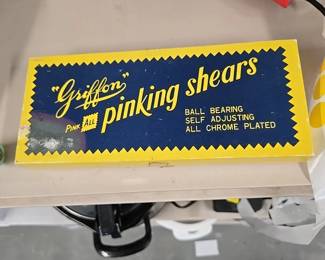 "Griffon"
PINK ALL pinking shears
BALL BEARING
SELF ADJUSTING
ALL CHROME PLATED